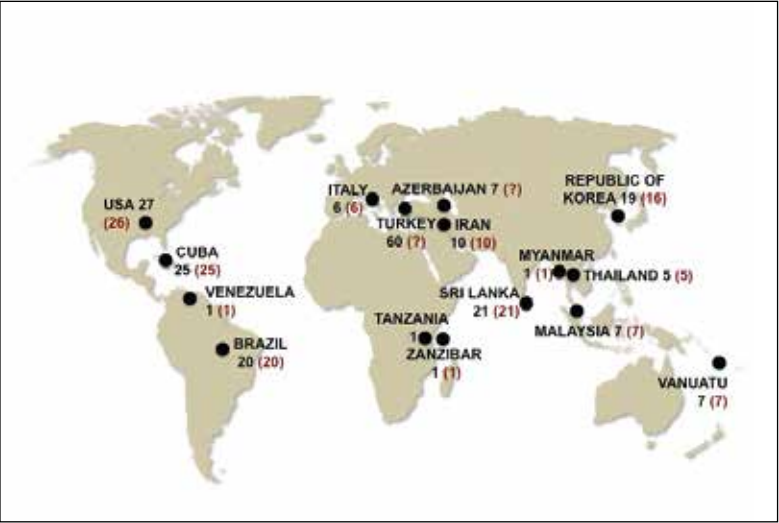 ITALY
6 (6)
AZERBAIJAN 7 (?)
REPUBLIC OF
KOREA 19 (16)
USA 27
(26)
TURKEY
60 (?)
IRAN
10 (10)
CUBA
25 (25)
MYANMAR
1 (1)
THAILAND 5 (5)
VENEZUELA
1 (1)
SRI LANKA
21 (21)
TANZANIA
1
MALAYSIA 7 (7)
BRAZIL
20 (20)
ZANZIBAR
1 (1)
VANUATU
7 (7)